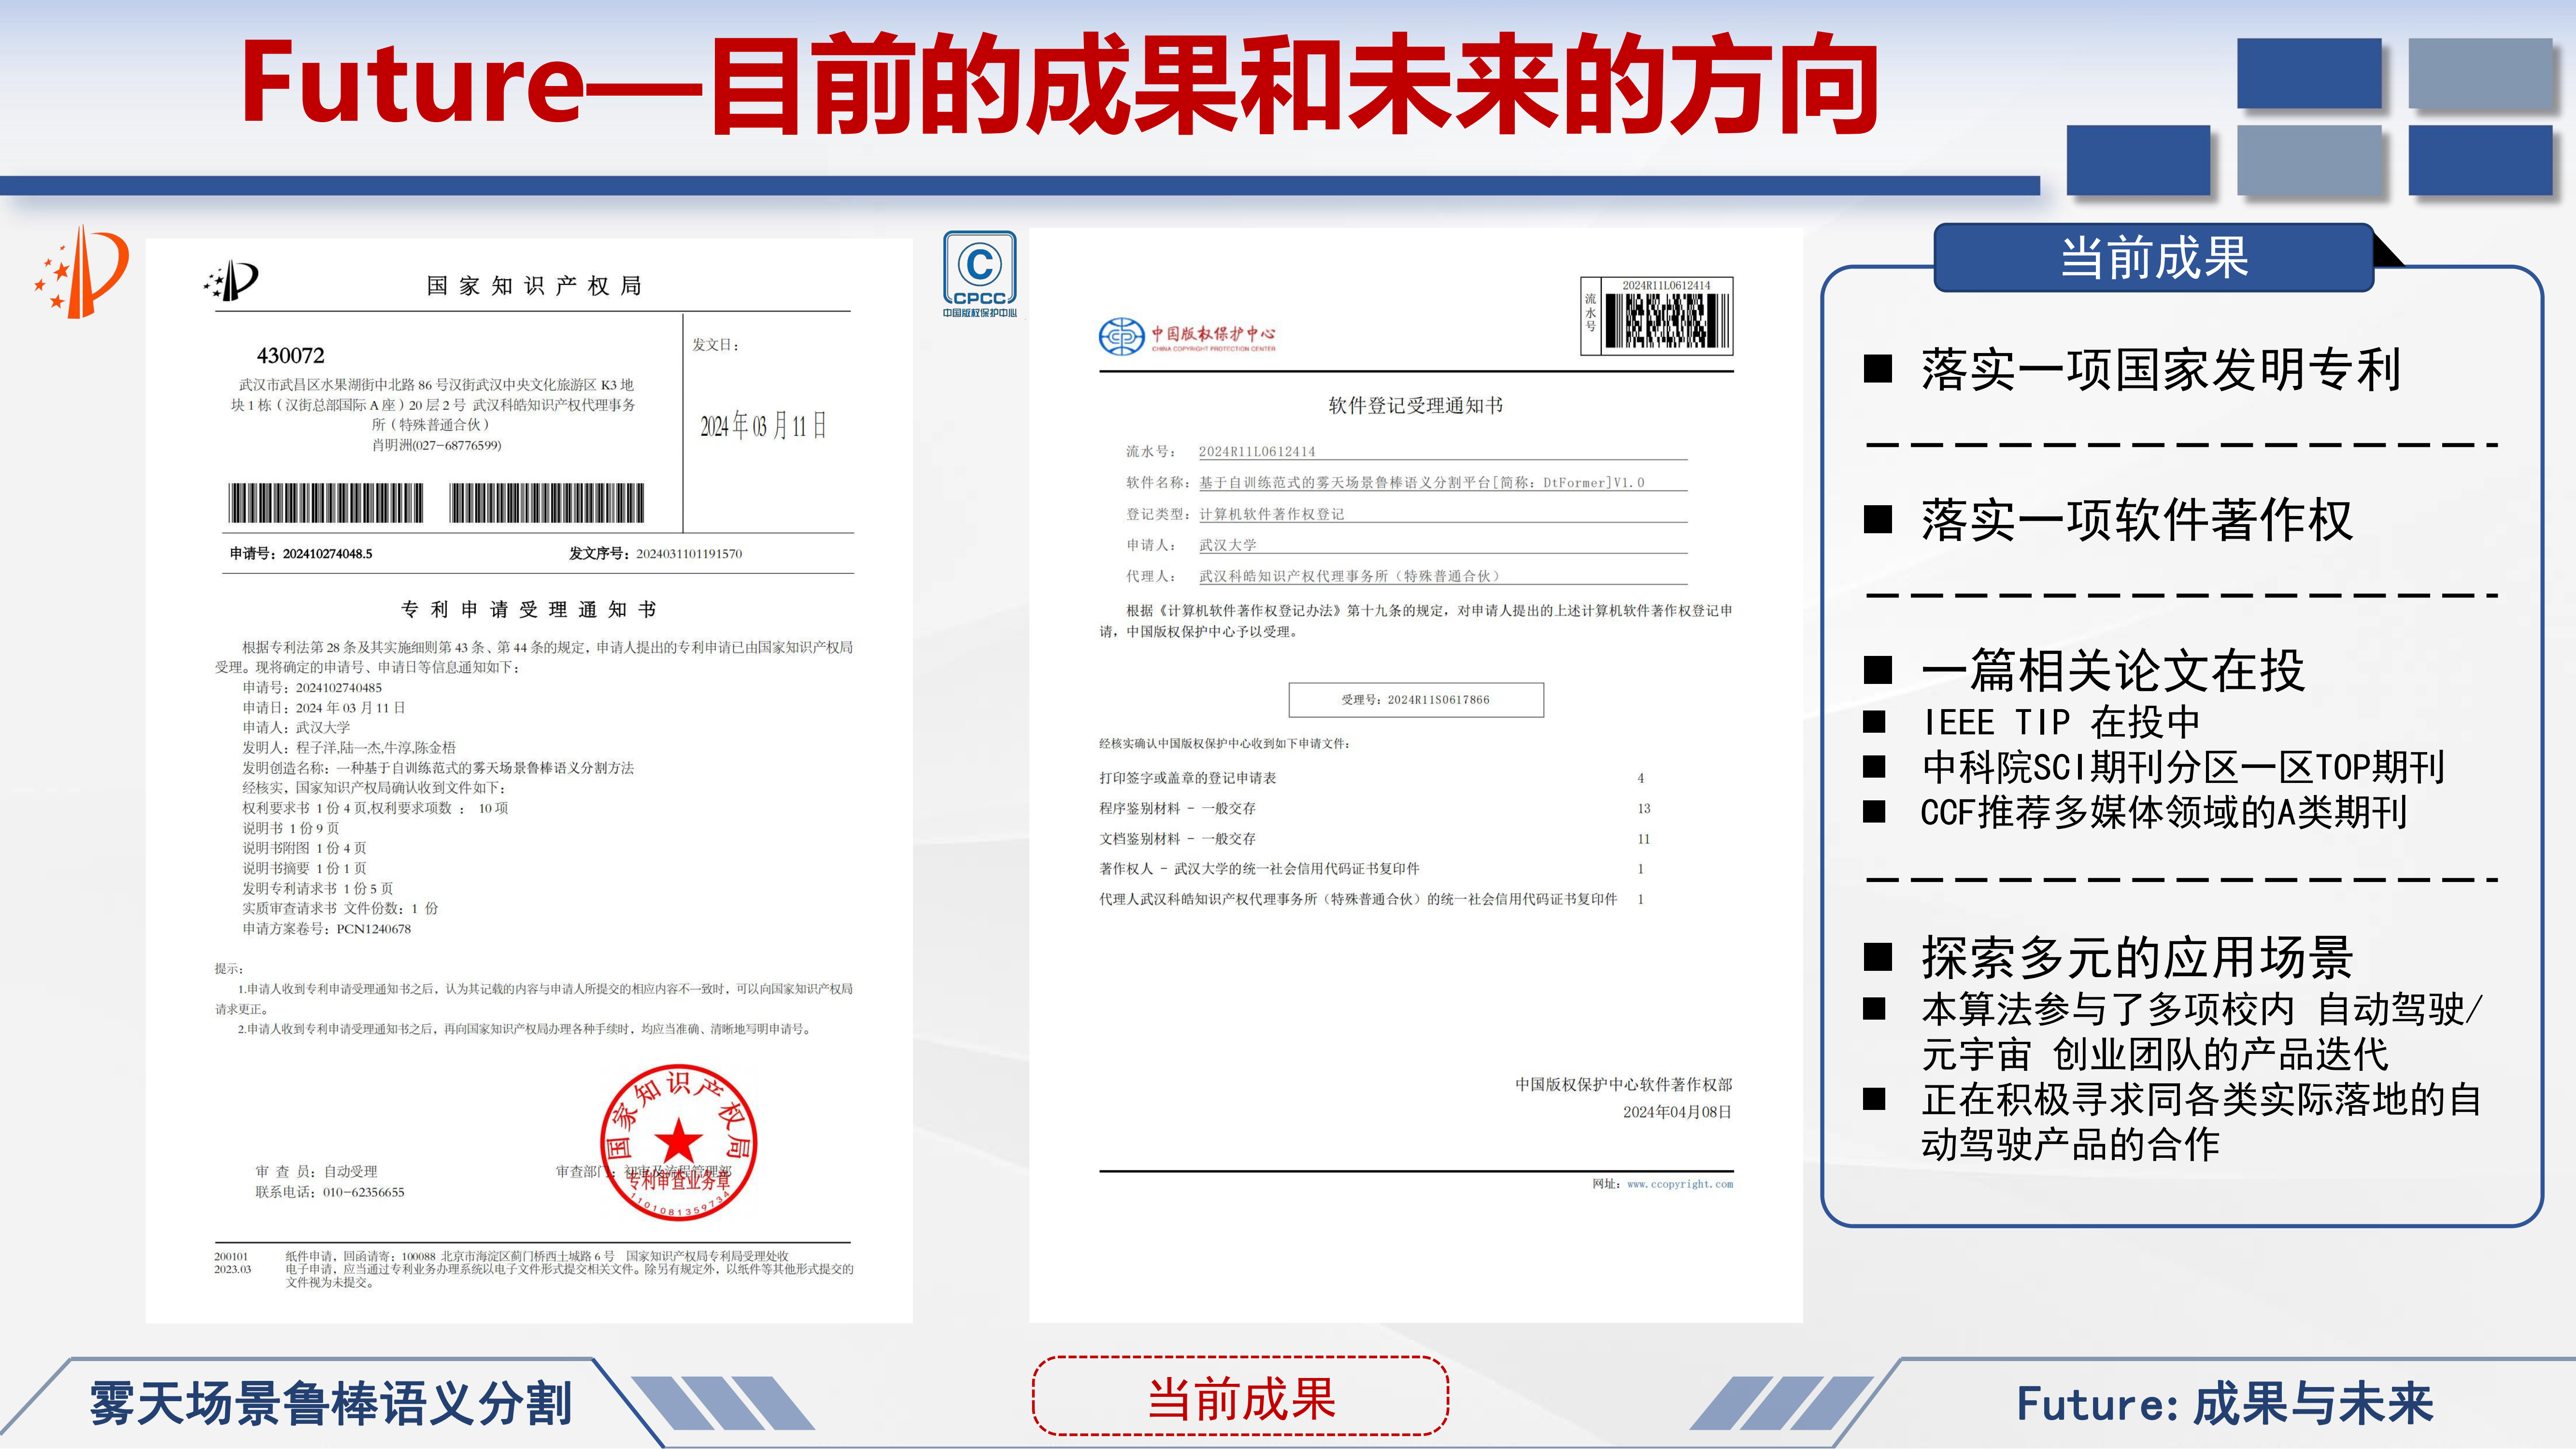 Future—目前的成果和未来的方向
国家知识产权局
430072
武汉市武昌区水果湖街中北路 86 号汉街武汉中央文化旅游区 K3 地
块 1 栋（汉街总部国际 A 座）20 层 2 号 武汉科皓知识产权代理事务
所（特殊普通合伙）
肖明洲(027-68776599)
发文日：
2024 年 03 月 11 日
申请号：202410274048.5
发文序号：2024031101191570
专利申请受理通知书
根据专利法第 28 条及其实施细则第 43 条、第 44 条的规定，申请人提出的专利申请已由国家知识产权局
受理。现将确定的申请号、申请日等信息通知如下：
申请号：2024102740485
申请日：2024 年 03 月 11 日
申请人：武汉大学
发明人：程子洋,陆一杰,牛淳,陈金梧
发明创造名称：一种基于自训练范式的雾天场景鲁棒语义分割方法
经核实，国家知识产权局确认收到文件如下：
权利要求书 1 份 4 页,权利要求项数 ： 10 项
说明书 1 份 9 页
说明书附图 1 份 4 页
说明书摘要 1 份 1 页
发明专利请求书 1 份 5 页
实质审查请求书 文件份数：1 份
申请方案卷号：PCN1240678
提示：
1.申请人收到专利申请受理通知书之后，认为其记载的内容与申请人所提交的相应内容不一致时，可以向国家知识产权局
请求更正。
2.申请人收到专利申请受理通知书之后，再向国家知识产权局办理各种手续时，均应当准确、清晰地写明申请号。
审 查 员：自动受理
审查部门：初审及流程管理部
联系电话：010-62356655
国家知识产权局
专利审查业务章
1101081359734
200101
2023.03
纸件申请，回函请寄：100088 北京市海淀区蓟门桥西土城路 6 号 国家知识产权局专利局受理处收
电子申请，应当通过专利业务办理系统以电子文件形式提交相关文件。除另有规定外，以纸件等其他形式提交的
文件视为未提交。
C
CPCC
中国版权保护中心
中国版权保护中心
CHINA COPYRIGHT PROTECTION CENTER
流水号
2024R11L0612414
软件登记受理通知书
流水号： 2024R11L0612414
软件名称： 基于自训练范式的雾天场景鲁棒语义分割平台[简称：DtFormer]V1.0
登记类型： 计算机软件著作权登记
申请人： 武汉大学
代理人： 武汉科皓知识产权代理事务所（特殊普通合伙）
根据《计算机软件著作权登记办法》第十九条的规定，对申请人提出的上述计算机软件著作权登记申
请，中国版权保护中心予以受理。
受理号：2024R11S0617866
经核实确认中国版权保护中心收到如下申请文件：
打印签字或盖章的登记申请表 4
程序鉴别材料 - 一般交存 13
文档鉴别材料 - 一般交存 11
著作权人 - 武汉大学的统一社会信用代码证书复印件 1
代理人武汉科皓知识产权代理事务所（特殊普通合伙）的统一社会信用代码证书复印件 1
中国版权保护中心软件著作权部
2024年04月08日
网址：www.ccopyright.com
当前成果
■ 落实一项国家发明专利
■ 落实一项软件著作权
■ 一篇相关论文在投
■ IEEE TIP 在投中
■ 中科院SCI期刊分区一区TOP期刊
■ CCF推荐多媒体领域的A类期刊
■ 探索多元的应用场景
■ 本算法参与了多项校内 自动驾驶/
元宇宙 创业团队的产品迭代
■ 正在积极寻求同各类实际落地的自
动驾驶产品的合作
雾天场景鲁棒语义分割
当前成果
Future: 成果与未来